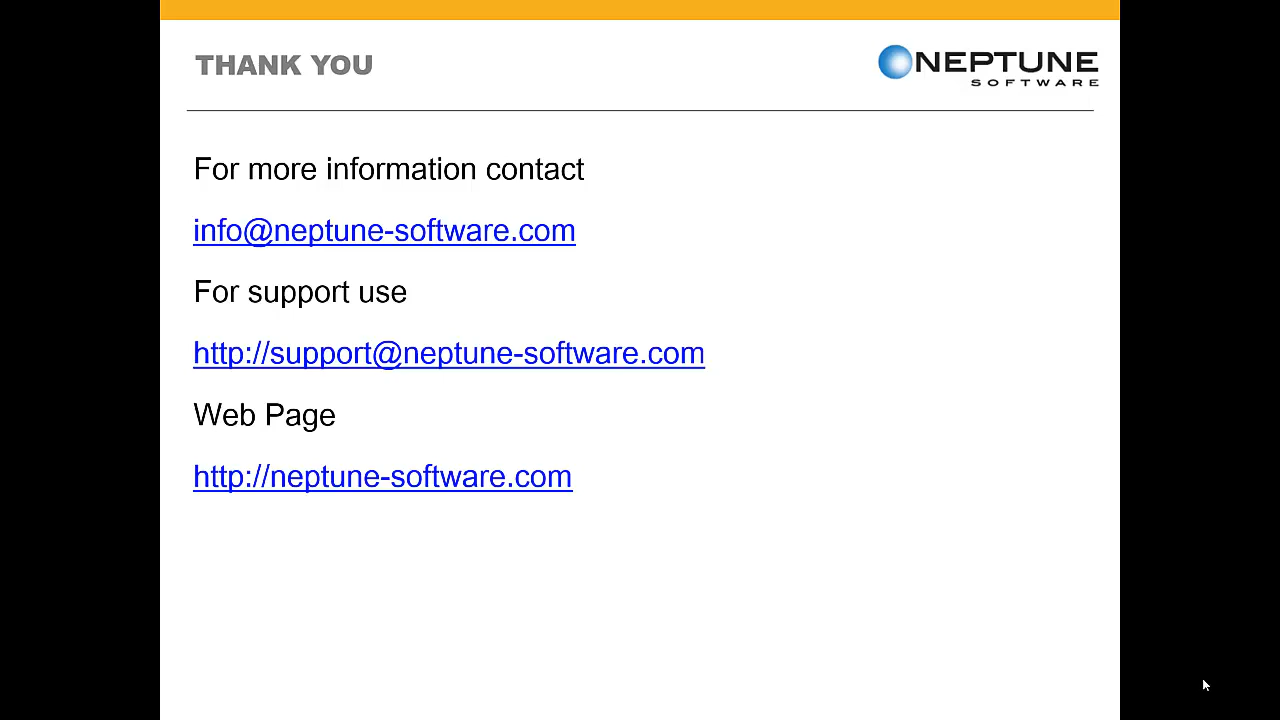 THANK YOU
NEPTUNE
SOFTWARE
For more information contact
info@neptune-software.com
For support use
http://support@neptune-software.com
Web Page
http://neptune-software.com